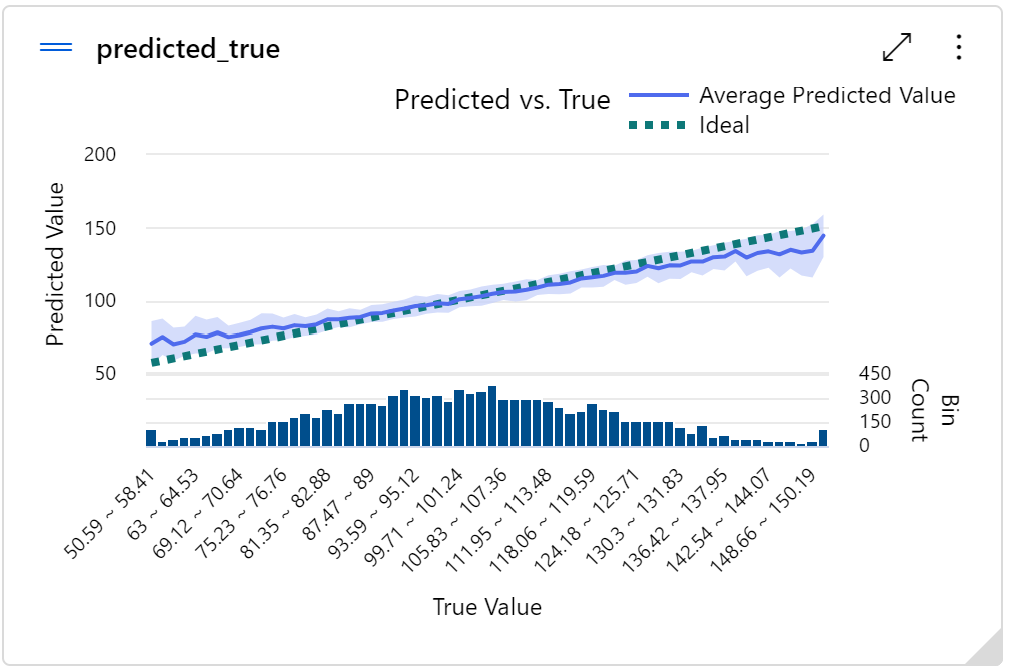 predicted_true
Predicted vs. True
Average Predicted Value
Ideal
Predicted Value
200
150
100
50
450
300
150
0
Bin
Count
50.59 ~ 58.41
63 ~ 64.53
69.12 ~ 70.64
75.23 ~ 76.76
81.35 ~ 82.88
87.47 ~ 89
93.59 ~ 95.12
99.71 ~ 101.24
105.83 ~ 107.36
111.95 ~ 113.48
118.06 ~ 119.59
124.18 ~ 125.71
130.3 ~ 131.83
136.42 ~ 137.95
142.54 ~ 144.07
148.66 ~ 150.19
True Value